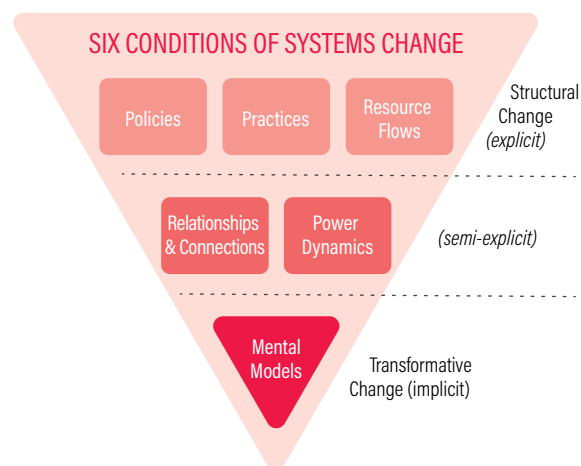 SIX CONDITIONS OF SYSTEMS CHANGE
Policies
Practices
Resource
Flows
Structural
Change
(explicit)
Relationships
& Connections
Power
Dynamics
(semi-explicit)
Mental
Models
Transformative
Change (implicit)